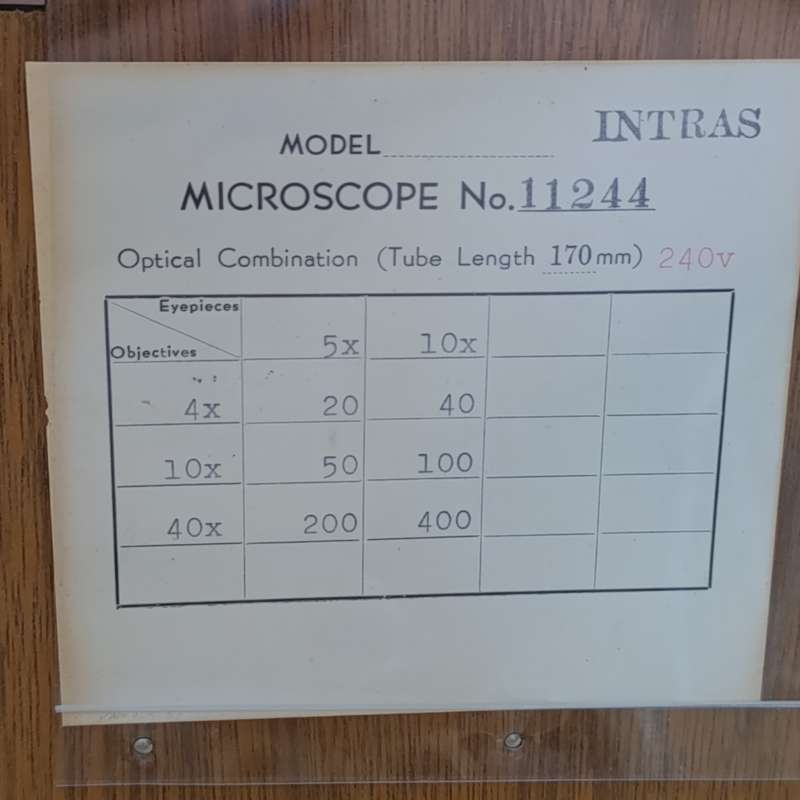 INTRAS
MODEL
MICROSCOPE No. 11244
Optical Combination (Tube Length 170mm) 240v
Eyepieces
Objectives 5x 10x
4x 20 40
10x 50 100
40x 200 400